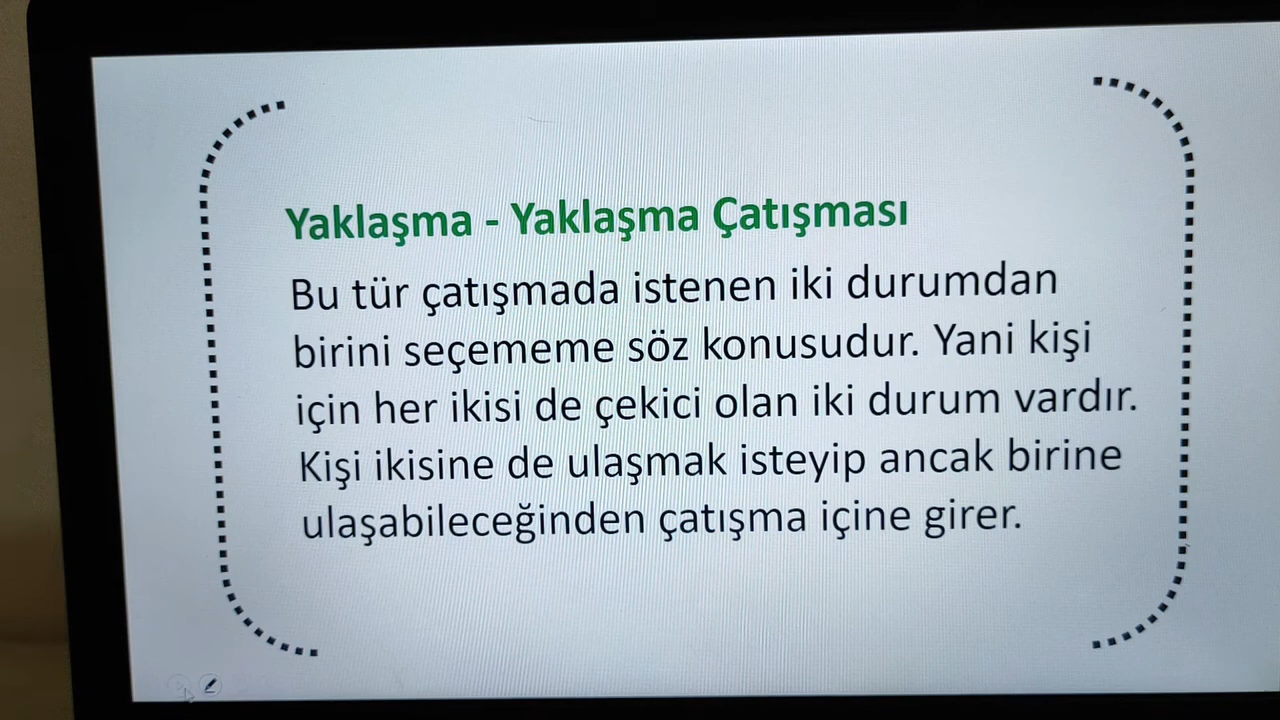 Yaklaşma - Yaklaşma Çatışması
Bu tür çatışmada istenen iki durumdan
birini seçememe söz konusudur. Yani kişi
için her ikisi de çekici olan iki durum vardır.
Kişi ikisine de ulaşmak isteyip ancak birine
ulaşabileceğinden çatışma içine girer.